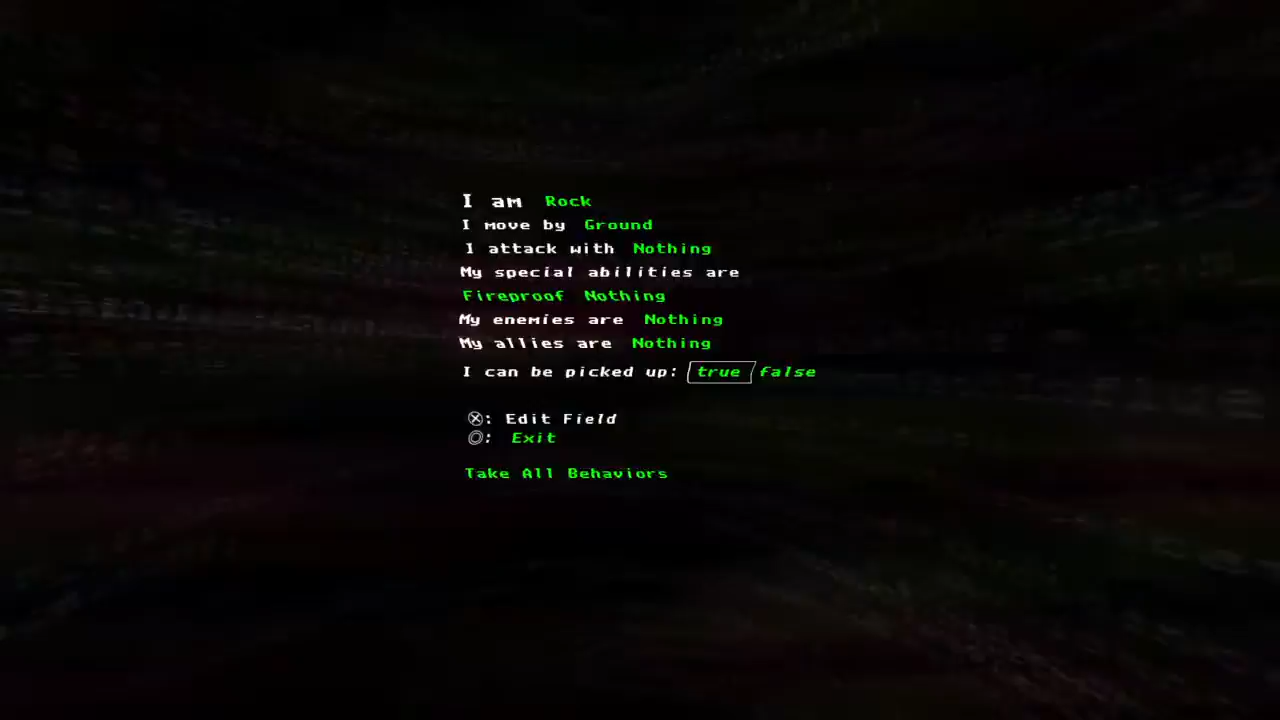 I am Rock
I move by Ground
I attack with Nothing
My special abilities are
Fireproof Nothing
My enemies are Nothing
My allies are Nothing
I can be picked up: true false
Ⓧ: Edit Field
◯: Exit
Take All Behaviors